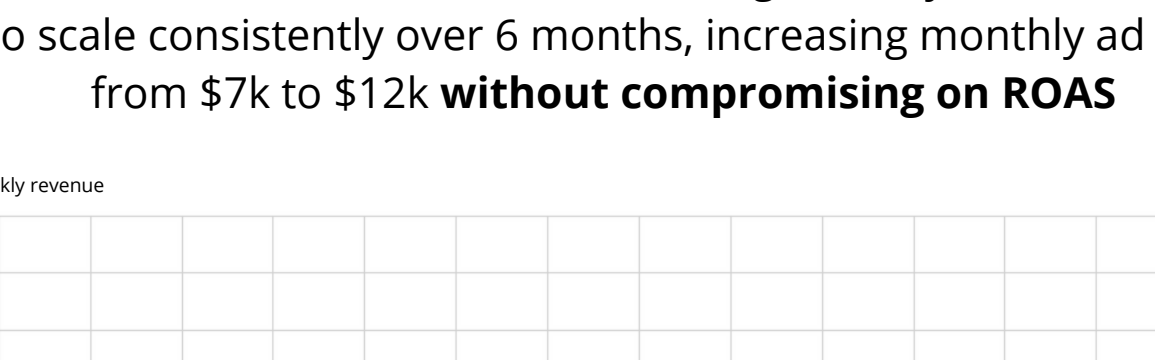 o scale consistently over 6 months, increasing monthly ad
from $7k to $12k without compromising on ROAS
kly revenue